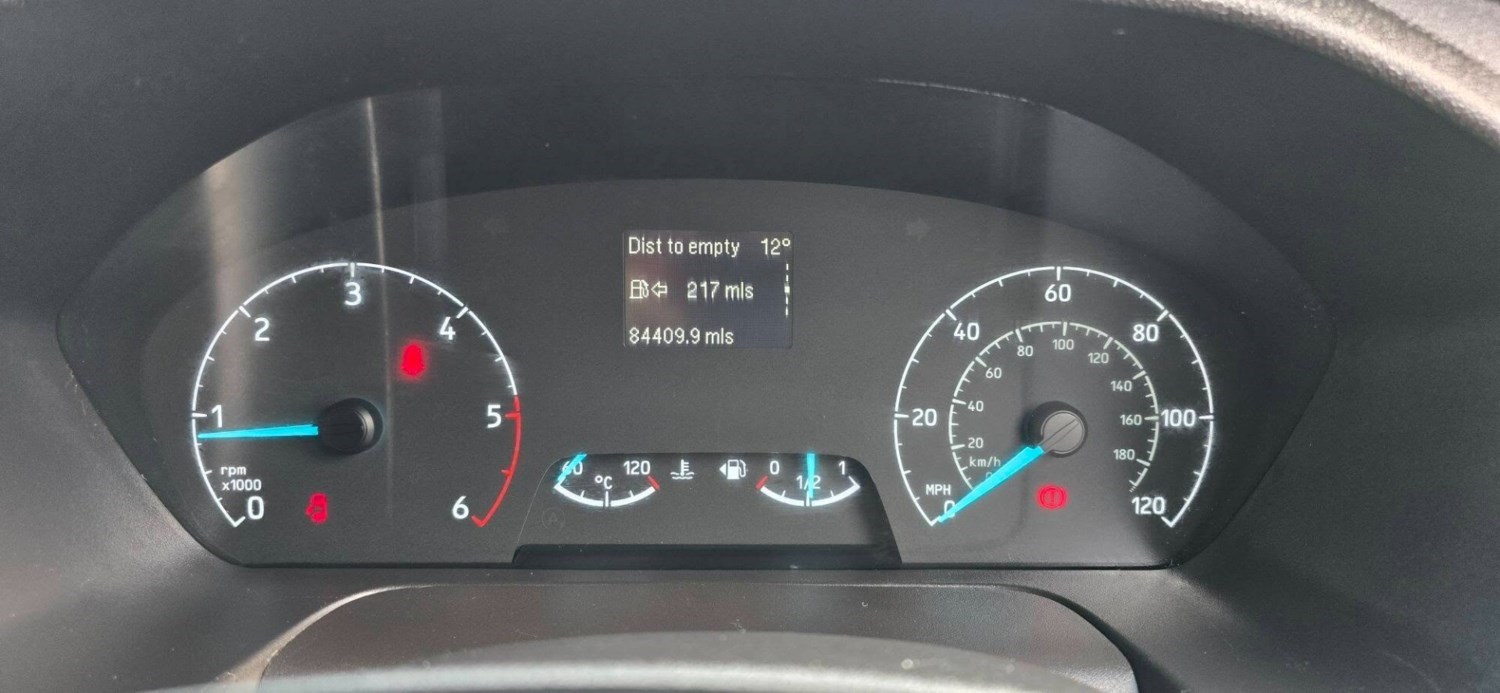 Dist to empty 12°
217 mls
84409.9 mls
0 1 2 3 4 5 6
rpm
x1000
60 120
°C
0 1/2 1
0 20 40 60 80 100 120
MPH
20 40 60 80 100 120 140 160 180
km/h